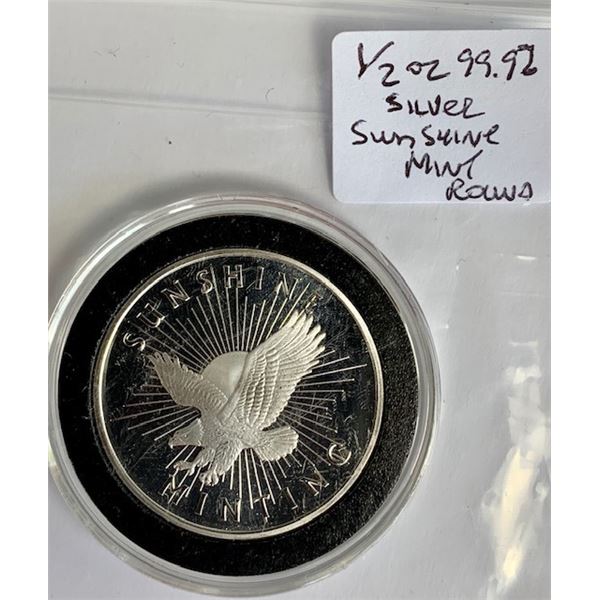 1/2 oz 99.9%
SILVER
SUNSHINE
MINT
ROUND
SUNSHINE
MINTING